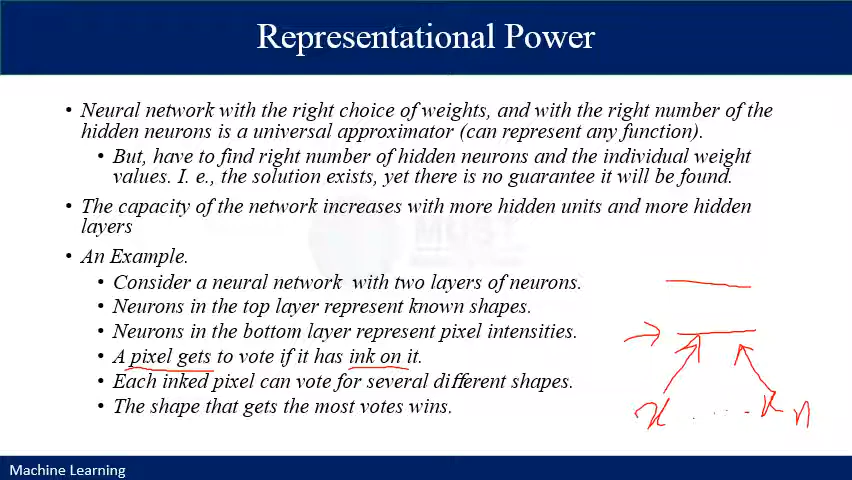 Representational Power
• Neural network with the right choice of weights, and with the right number of the
hidden neurons is a universal approximator (can represent any function).
• But, have to find right number of hidden neurons and the individual weight
values. I. e., the solution exists, yet there is no guarantee it will be found.
• The capacity of the network increases with more hidden units and more hidden
layers
• An Example.
• Consider a neural network with two layers of neurons.
• Neurons in the top layer represent known shapes.
• Neurons in the bottom layer represent pixel intensities.
• A pixel gets to vote if it has ink on it.
• Each inked pixel can vote for several different shapes.
• The shape that gets the most votes wins.
MUST
Machine Learning